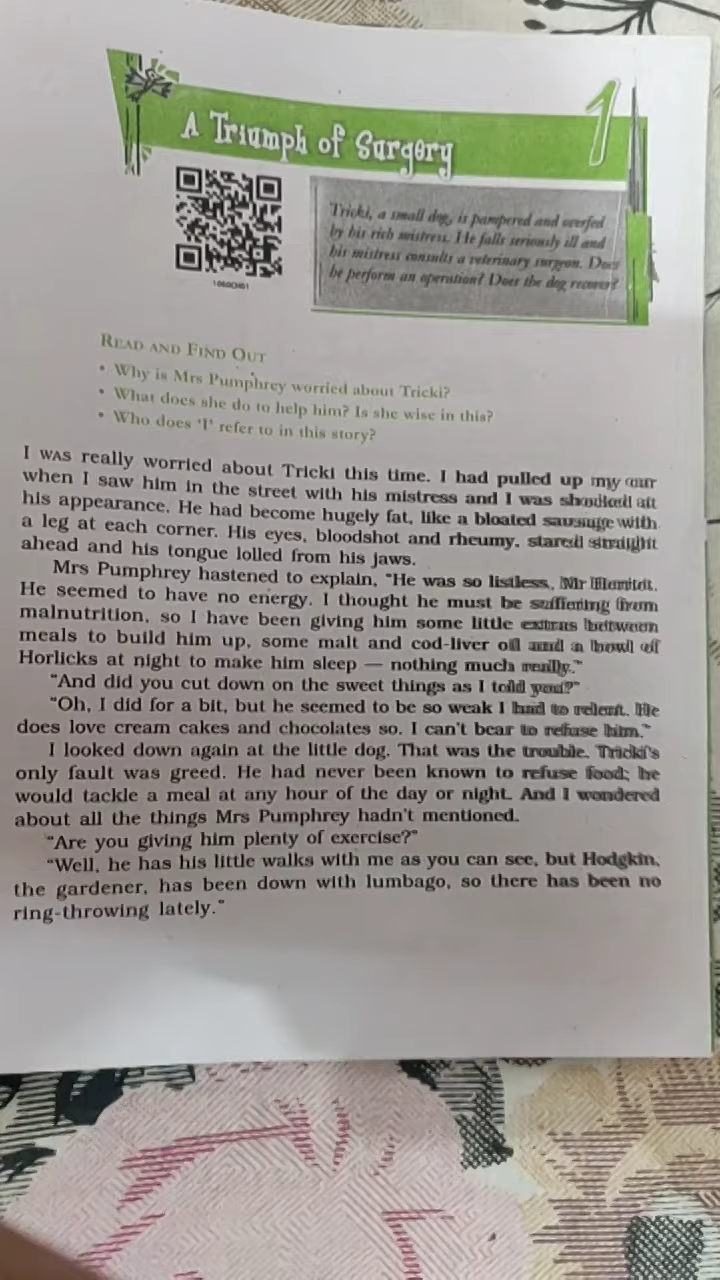 1
A Triumph of Surgery
Tricki, a small dog, is pampered and overfed
by his rich mistress. He falls seriously ill and
his mistress consults a veterinary surgeon. Does
he perform an operation? Does the dog recover?
1060CH01
READ AND FIND OUT
• Why is Mrs Pumphrey worried about Tricki?
• What does she do to help him? Is she wise in this?
• Who does 'I' refer to in this story?
I WAS really worried about Tricki this time. I had pulled up my car
when I saw him in the street with his mistress and I was shocked at
his appearance. He had become hugely fat, like a bloated sausage with
a leg at each corner. His eyes, bloodshot and rheumy, stared straight
ahead and his tongue lolled from his jaws.
Mrs Pumphrey hastened to explain, "He was so listless, Mr Herriot.
He seemed to have no energy. I thought he must be suffering from
malnutrition, so I have been giving him some little extras between
meals to build him up, some malt and cod-liver oil and a bowl of
Horlicks at night to make him sleep — nothing much really."
"And did you cut down on the sweet things as I told you?"
"Oh, I did for a bit, but he seemed to be so weak I had to relent. He
does love cream cakes and chocolates so. I can't bear to refuse him."
I looked down again at the little dog. That was the trouble. Tricki's
only fault was greed. He had never been known to refuse food; he
would tackle a meal at any hour of the day or night. And I wondered
about all the things Mrs Pumphrey hadn't mentioned.
"Are you giving him plenty of exercise?"
"Well, he has his little walks with me as you can see, but Hodgkin,
the gardener, has been down with lumbago, so there has been no
ring-throwing lately."